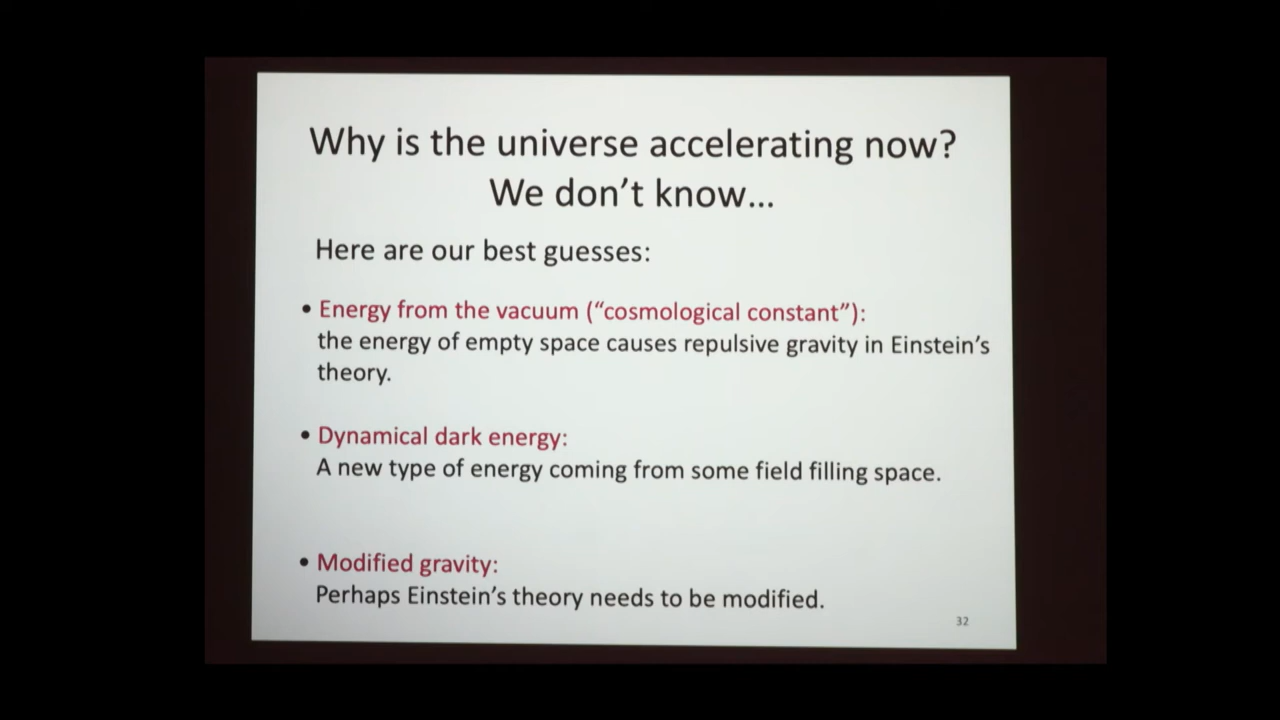 Why is the universe accelerating now?
We don’t know...
Here are our best guesses:
• Energy from the vacuum (“cosmological constant”):
the energy of empty space causes repulsive gravity in Einstein’s
theory.
• Dynamical dark energy:
A new type of energy coming from some field filling space.
• Modified gravity:
Perhaps Einstein’s theory needs to be modified.
32